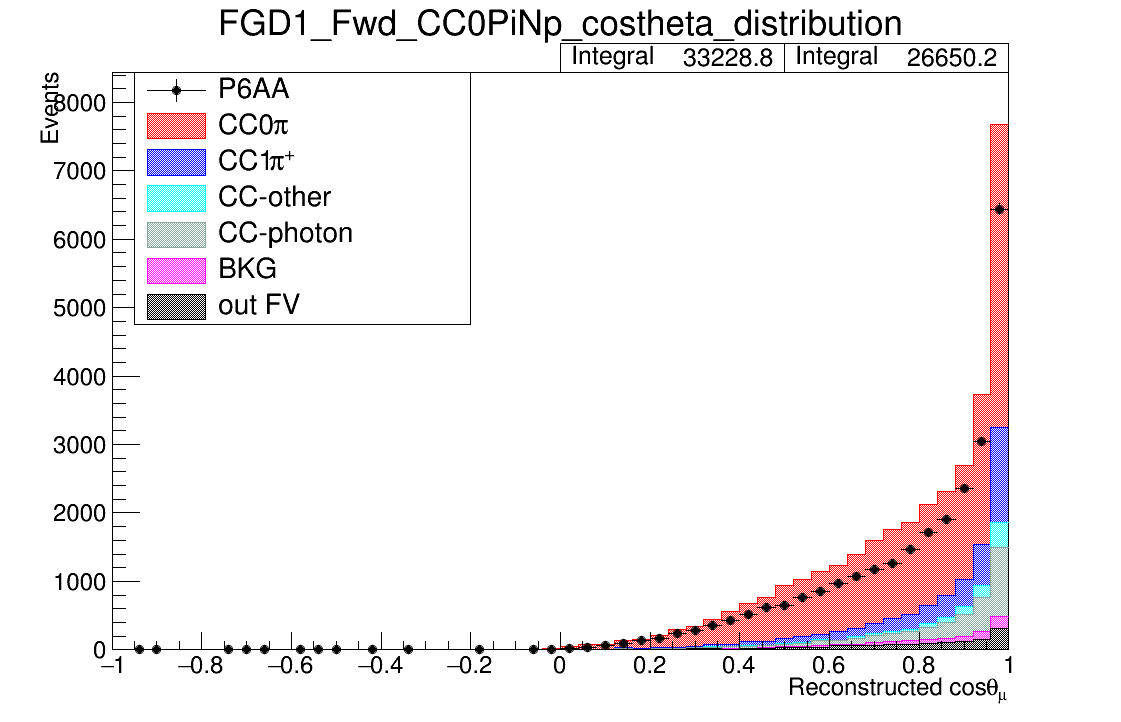 FGD1_Fwd_CC0PiNp_costheta_distribution
Integral 33228.8 Integral 26650.2
Events
P6AA
CC0π
CC1π⁺
CC-other
CC-photon
BKG
out FV
8000
7000
6000
5000
4000
3000
2000
1000
0
−1 −0.8 −0.6 −0.4 −0.2 0 0.2 0.4 0.6 0.8 1
Reconstructed cosθμ